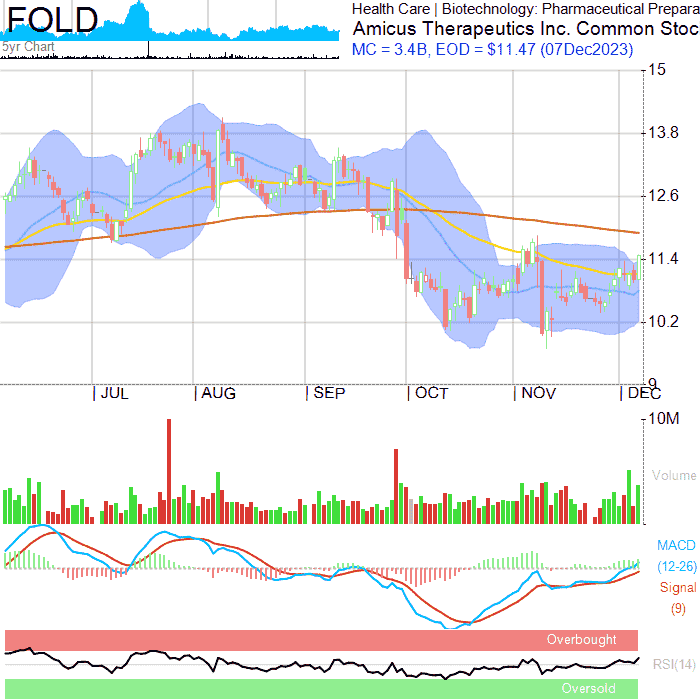 FOLD
5yr Chart
Health Care | Biotechnology: Pharmaceutical Prepara
Amicus Therapeutics Inc. Common Stoc
MC = 3.4B, EOD = $11.47 (07Dec2023)
15
13.8
12.6
11.4
10.2
9
JUL
AUG
SEP
OCT
NOV
DEC
10M
Volume
MACD
(12-26)
Signal
(9)
Overbought
RSI(14)
Oversold